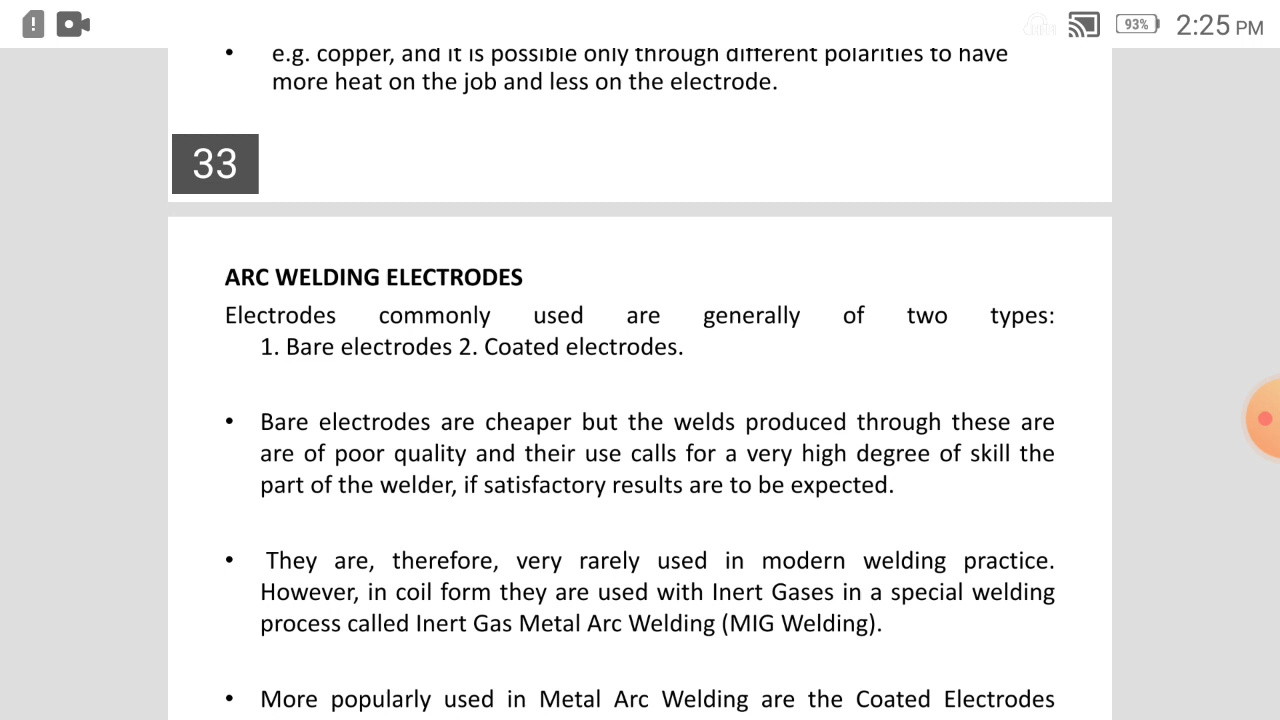 93% 2:25 PM
• e.g. copper, and it is possible only through different polarities to have
more heat on the job and less on the electrode.
33
ARC WELDING ELECTRODES
Electrodes commonly used are generally of two types:
1. Bare electrodes 2. Coated electrodes.
• Bare electrodes are cheaper but the welds produced through these are
are of poor quality and their use calls for a very high degree of skill the
part of the welder, if satisfactory results are to be expected.
• They are, therefore, very rarely used in modern welding practice.
However, in coil form they are used with Inert Gases in a special welding
process called Inert Gas Metal Arc Welding (MIG Welding).
• More popularly used in Metal Arc Welding are the Coated Electrodes